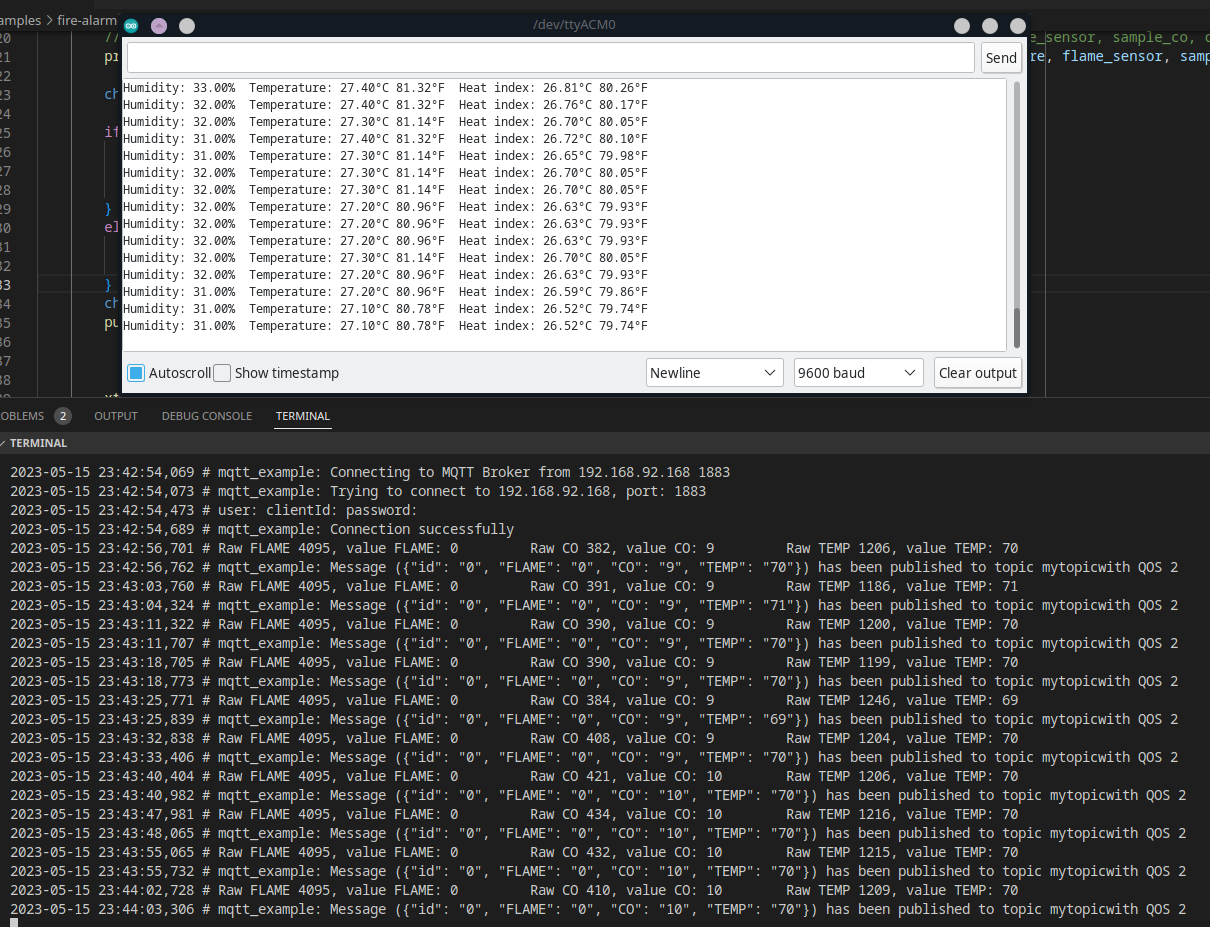 amples > fire-alarm
/dev/ttyACM0
20 // e_sensor, sample_co, c
21 pr re, flame_sensor, samp
Send
22
23 ch
24
25 if
26
27
28
29 }
30 el
31
32
33 }
34 ch
35 pu
36
37
38
Humidity: 33.00%  Temperature: 27.40°C 81.32°F  Heat index: 26.81°C 80.26°F
Humidity: 32.00%  Temperature: 27.40°C 81.32°F  Heat index: 26.76°C 80.17°F
Humidity: 32.00%  Temperature: 27.30°C 81.14°F  Heat index: 26.70°C 80.05°F
Humidity: 31.00%  Temperature: 27.40°C 81.32°F  Heat index: 26.72°C 80.10°F
Humidity: 31.00%  Temperature: 27.30°C 81.14°F  Heat index: 26.65°C 79.98°F
Humidity: 32.00%  Temperature: 27.30°C 81.14°F  Heat index: 26.70°C 80.05°F
Humidity: 32.00%  Temperature: 27.30°C 81.14°F  Heat index: 26.70°C 80.05°F
Humidity: 32.00%  Temperature: 27.20°C 80.96°F  Heat index: 26.63°C 79.93°F
Humidity: 32.00%  Temperature: 27.20°C 80.96°F  Heat index: 26.63°C 79.93°F
Humidity: 32.00%  Temperature: 27.20°C 80.96°F  Heat index: 26.63°C 79.93°F
Humidity: 32.00%  Temperature: 27.30°C 81.14°F  Heat index: 26.70°C 80.05°F
Humidity: 32.00%  Temperature: 27.20°C 80.96°F  Heat index: 26.63°C 79.93°F
Humidity: 31.00%  Temperature: 27.20°C 80.96°F  Heat index: 26.59°C 79.86°F
Humidity: 31.00%  Temperature: 27.10°C 80.78°F  Heat index: 26.52°C 79.74°F
Humidity: 31.00%  Temperature: 27.10°C 80.78°F  Heat index: 26.52°C 79.74°F
Autoscroll Show timestamp Newline 9600 baud Clear output
OBLEMS 2 OUTPUT DEBUG CONSOLE TERMINAL
TERMINAL
2023-05-15 23:42:54,069 # mqtt_example: Connecting to MQTT Broker from 192.168.92.168 1883
2023-05-15 23:42:54,073 # mqtt_example: Trying to connect to 192.168.92.168, port: 1883
2023-05-15 23:42:54,473 # user: clientId: password:
2023-05-15 23:42:54,689 # mqtt_example: Connection successfully
2023-05-15 23:42:56,701 # Raw FLAME 4095, value FLAME: 0 Raw CO 382, value CO: 9 Raw TEMP 1206, value TEMP: 70
2023-05-15 23:42:56,762 # mqtt_example: Message ({"id": "0", "FLAME": "0", "CO": "9", "TEMP": "70"}) has been published to topic mytopicwith QOS 2
2023-05-15 23:43:03,760 # Raw FLAME 4095, value FLAME: 0 Raw CO 391, value CO: 9 Raw TEMP 1186, value TEMP: 71
2023-05-15 23:43:04,324 # mqtt_example: Message ({"id": "0", "FLAME": "0", "CO": "9", "TEMP": "71"}) has been published to topic mytopicwith QOS 2
2023-05-15 23:43:11,322 # Raw FLAME 4095, value FLAME: 0 Raw CO 390, value CO: 9 Raw TEMP 1200, value TEMP: 70
2023-05-15 23:43:11,707 # mqtt_example: Message ({"id": "0", "FLAME": "0", "CO": "9", "TEMP": "70"}) has been published to topic mytopicwith QOS 2
2023-05-15 23:43:18,705 # Raw FLAME 4095, value FLAME: 0 Raw CO 390, value CO: 9 Raw TEMP 1199, value TEMP: 70
2023-05-15 23:43:18,773 # mqtt_example: Message ({"id": "0", "FLAME": "0", "CO": "9", "TEMP": "70"}) has been published to topic mytopicwith QOS 2
2023-05-15 23:43:25,771 # Raw FLAME 4095, value FLAME: 0 Raw CO 384, value CO: 9 Raw TEMP 1246, value TEMP: 69
2023-05-15 23:43:25,839 # mqtt_example: Message ({"id": "0", "FLAME": "0", "CO": "9", "TEMP": "69"}) has been published to topic mytopicwith QOS 2
2023-05-15 23:43:32,838 # Raw FLAME 4095, value FLAME: 0 Raw CO 408, value CO: 9 Raw TEMP 1204, value TEMP: 70
2023-05-15 23:43:33,406 # mqtt_example: Message ({"id": "0", "FLAME": "0", "CO": "9", "TEMP": "70"}) has been published to topic mytopicwith QOS 2
2023-05-15 23:43:40,404 # Raw FLAME 4095, value FLAME: 0 Raw CO 421, value CO: 10 Raw TEMP 1206, value TEMP: 70
2023-05-15 23:43:40,982 # mqtt_example: Message ({"id": "0", "FLAME": "0", "CO": "10", "TEMP": "70"}) has been published to topic mytopicwith QOS 2
2023-05-15 23:43:47,981 # Raw FLAME 4095, value FLAME: 0 Raw CO 434, value CO: 10 Raw TEMP 1216, value TEMP: 70
2023-05-15 23:43:48,065 # mqtt_example: Message ({"id": "0", "FLAME": "0", "CO": "10", "TEMP": "70"}) has been published to topic mytopicwith QOS 2
2023-05-15 23:43:55,065 # Raw FLAME 4095, value FLAME: 0 Raw CO 432, value CO: 10 Raw TEMP 1215, value TEMP: 70
2023-05-15 23:43:55,732 # mqtt_example: Message ({"id": "0", "FLAME": "0", "CO": "10", "TEMP": "70"}) has been published to topic mytopicwith QOS 2
2023-05-15 23:44:02,728 # Raw FLAME 4095, value FLAME: 0 Raw CO 410, value CO: 10 Raw TEMP 1209, value TEMP: 70
2023-05-15 23:44:03,306 # mqtt_example: Message ({"id": "0", "FLAME": "0", "CO": "10", "TEMP": "70"}) has been published to topic mytopicwith QOS 2